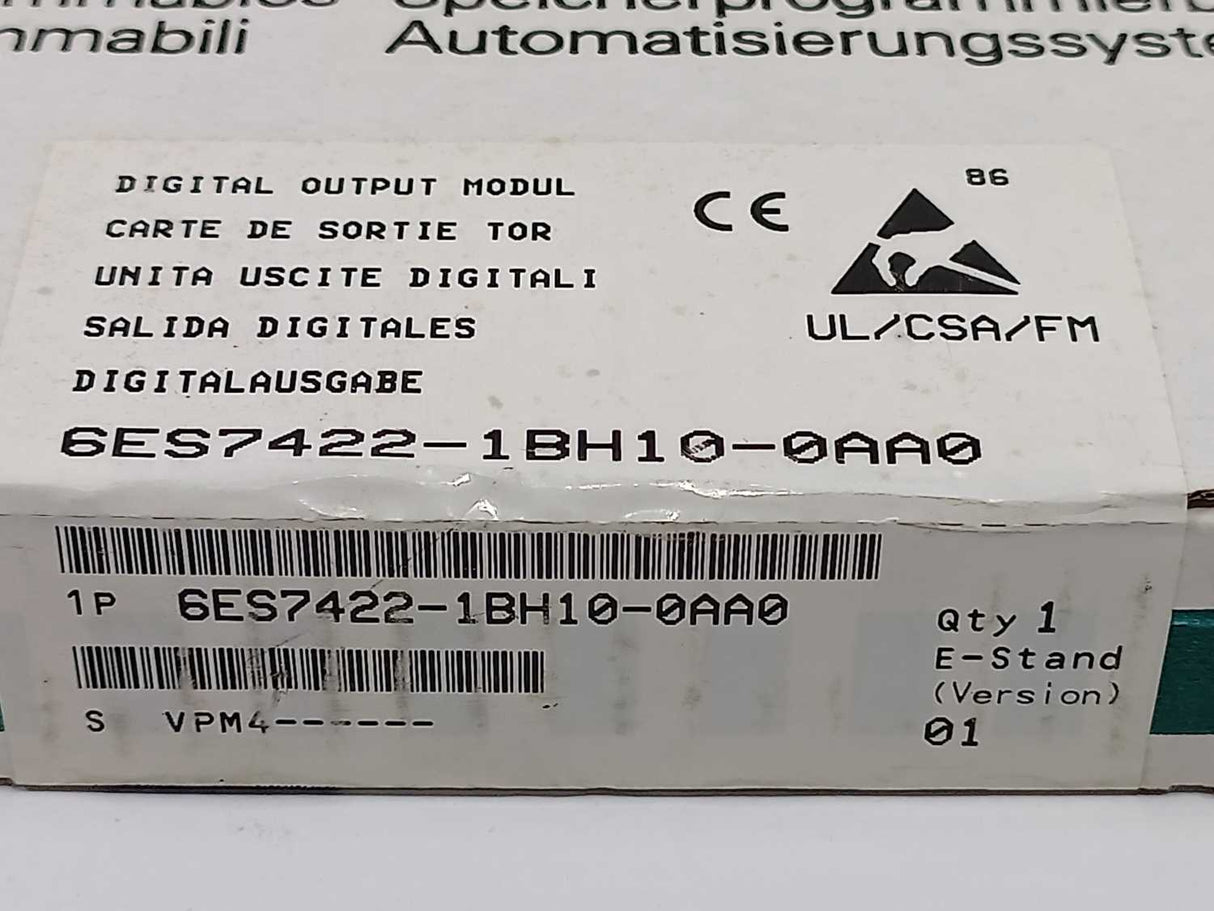 mmabili
Automatisierungssyste
DIGITAL OUTPUT MODUL
CARTE DE SORTIE TOR
UNITA USCITE DIGITALI
SALIDA DIGITALES
DIGITALAUSGABE
6ES7422-1BH10-0AA0
CE
86
UL/CSA/FM
1P 6ES7422-1BH10-0AA0
S VPM4------
Qty 1
E-Stand
(Version)
01